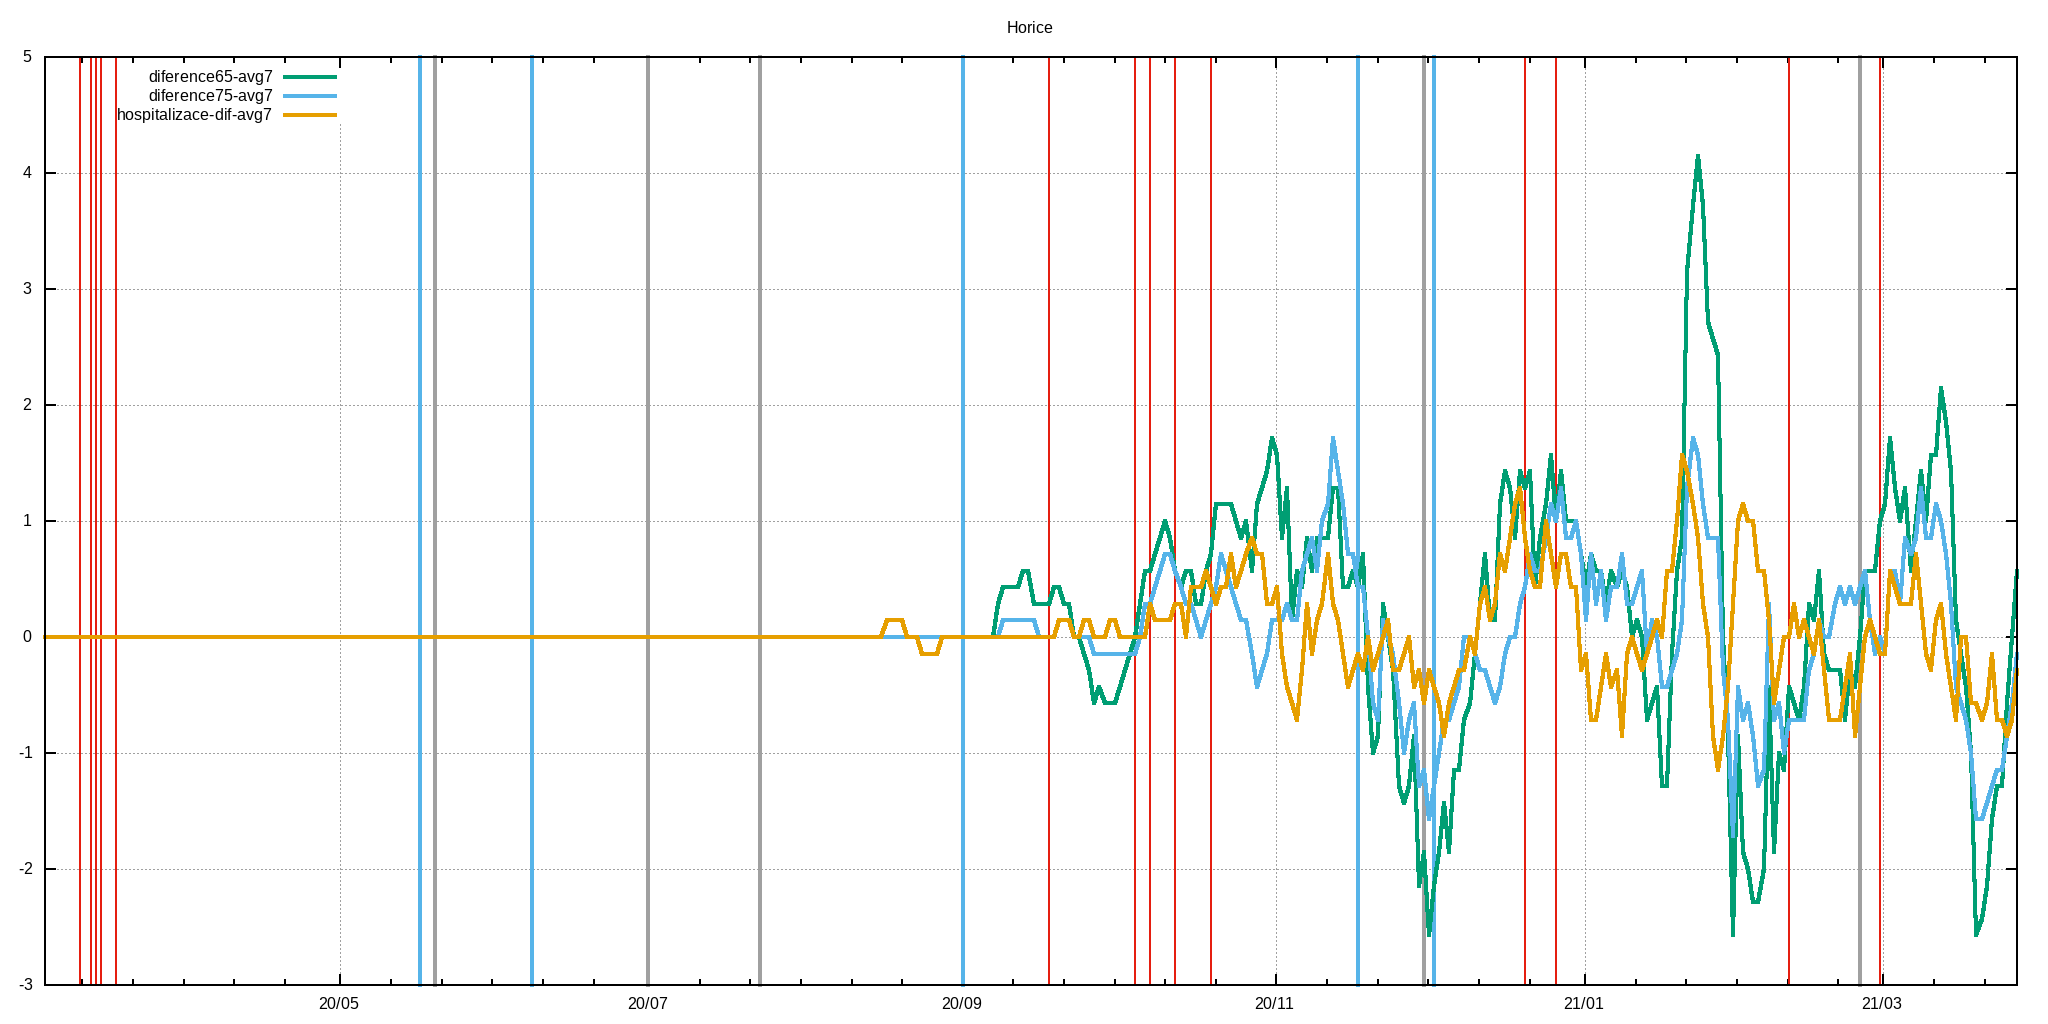 Horice
5
diference65-avg7
diference75-avg7
hospitalizace-dif-avg7
4
3
2
1
0
-1
-2
-3
20/05 20/07 20/09 20/11 21/01 21/03